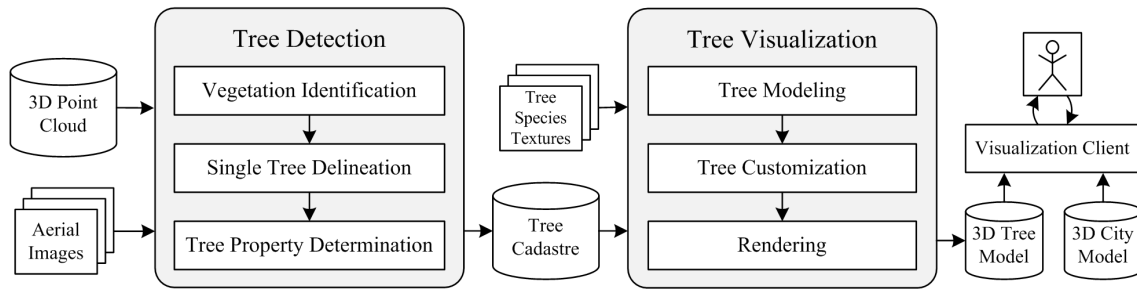 3D Point
Cloud
Aerial
Images
Tree Detection
Vegetation Identification
Single Tree Delineation
Tree Property Determination
Tree
Species
Textures
Tree
Cadastre
Tree Visualization
Tree Modeling
Tree Customization
Rendering
Visualization Client
3D Tree
Model
3D City
Model